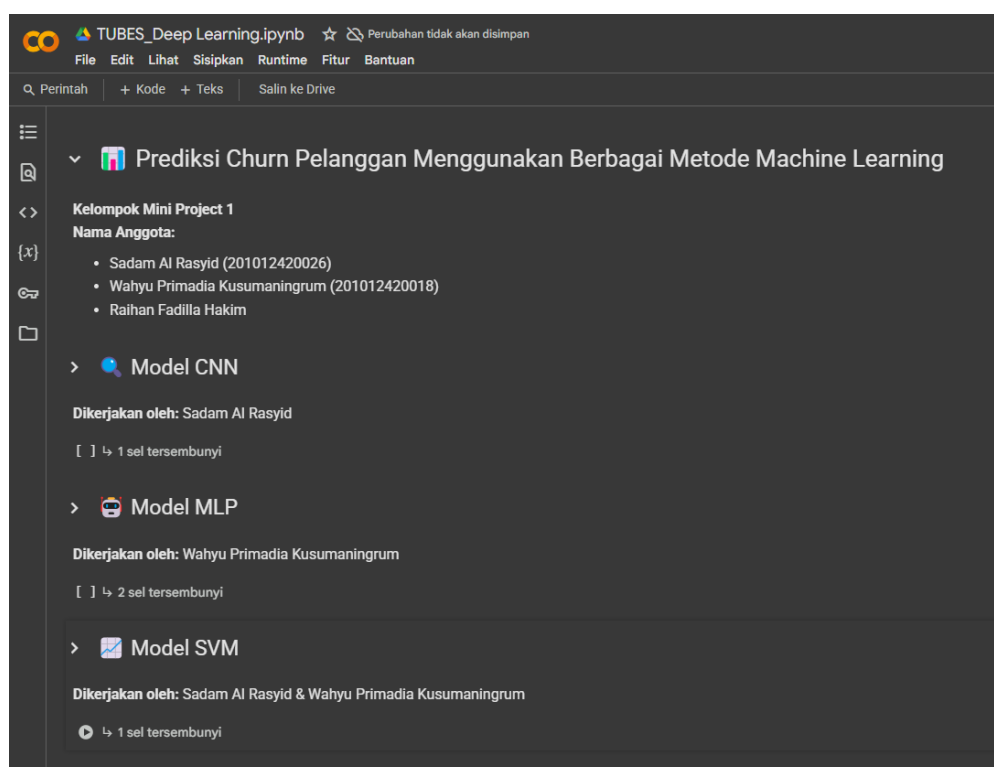 TUBES_Deep Learning.ipynb Perubahan tidak akan disimpan
File Edit Lihat Sisipkan Runtime Fitur Bantuan
Perintah + Kode + Teks Salin ke Drive
Prediksi Churn Pelanggan Menggunakan Berbagai Metode Machine Learning
Kelompok Mini Project 1
Nama Anggota:
• Sadam Al Rasyid (201012420026)
• Wahyu Primadia Kusumaningrum (201012420018)
• Raihan Fadilla Hakim
Model CNN
Dikerjakan oleh: Sadam Al Rasyid
[ ] ↳ 1 sel tersembunyi
Model MLP
Dikerjakan oleh: Wahyu Primadia Kusumaningrum
[ ] ↳ 2 sel tersembunyi
Model SVM
Dikerjakan oleh: Sadam Al Rasyid & Wahyu Primadia Kusumaningrum
↳ 1 sel tersembunyi